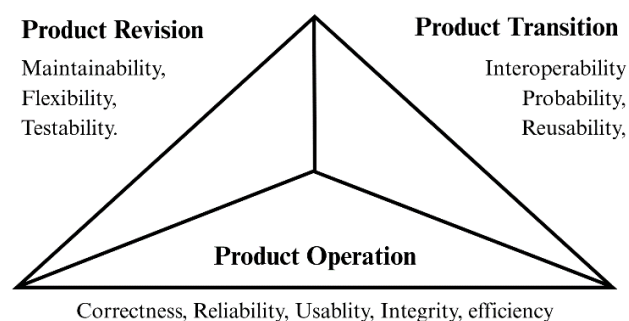 Product Revision
Maintainability,
Flexibility,
Testability.
Product Transition
Interoperability
Probability,
Reusability,
Product Operation
Correctness, Reliability, Usablity, Integrity, efficiency